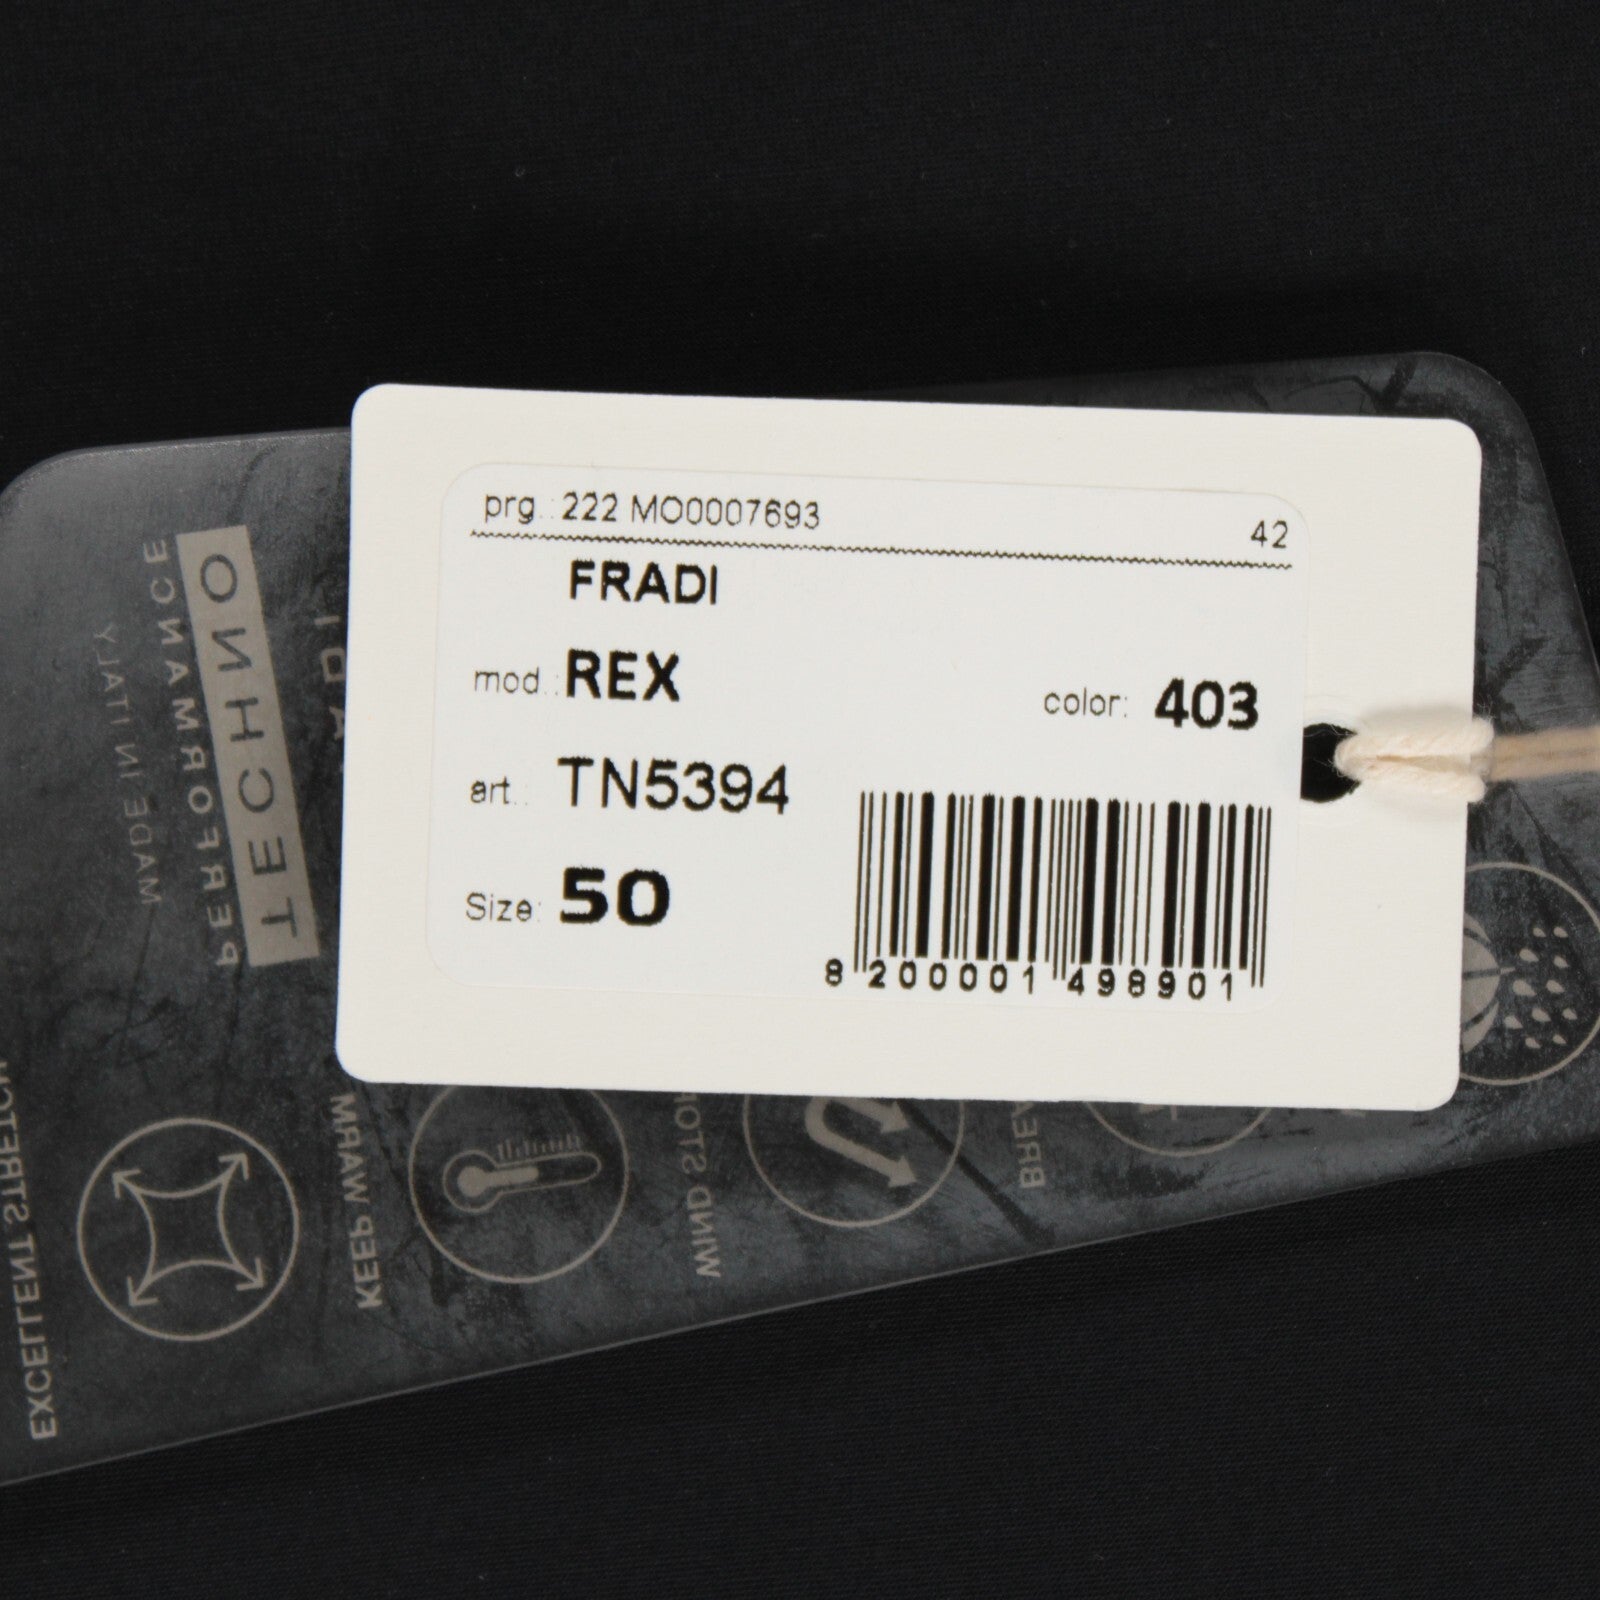 prg.: 222 MO0007693 42
FRADI
mod.: REX color: 403
art.: TN5394
Size: 50
8 200001 498901
TECHNO
PERFORMANCE
MADE IN ITALY
EXCELLENT STRETCH
KEEP WARM
WIND STOP